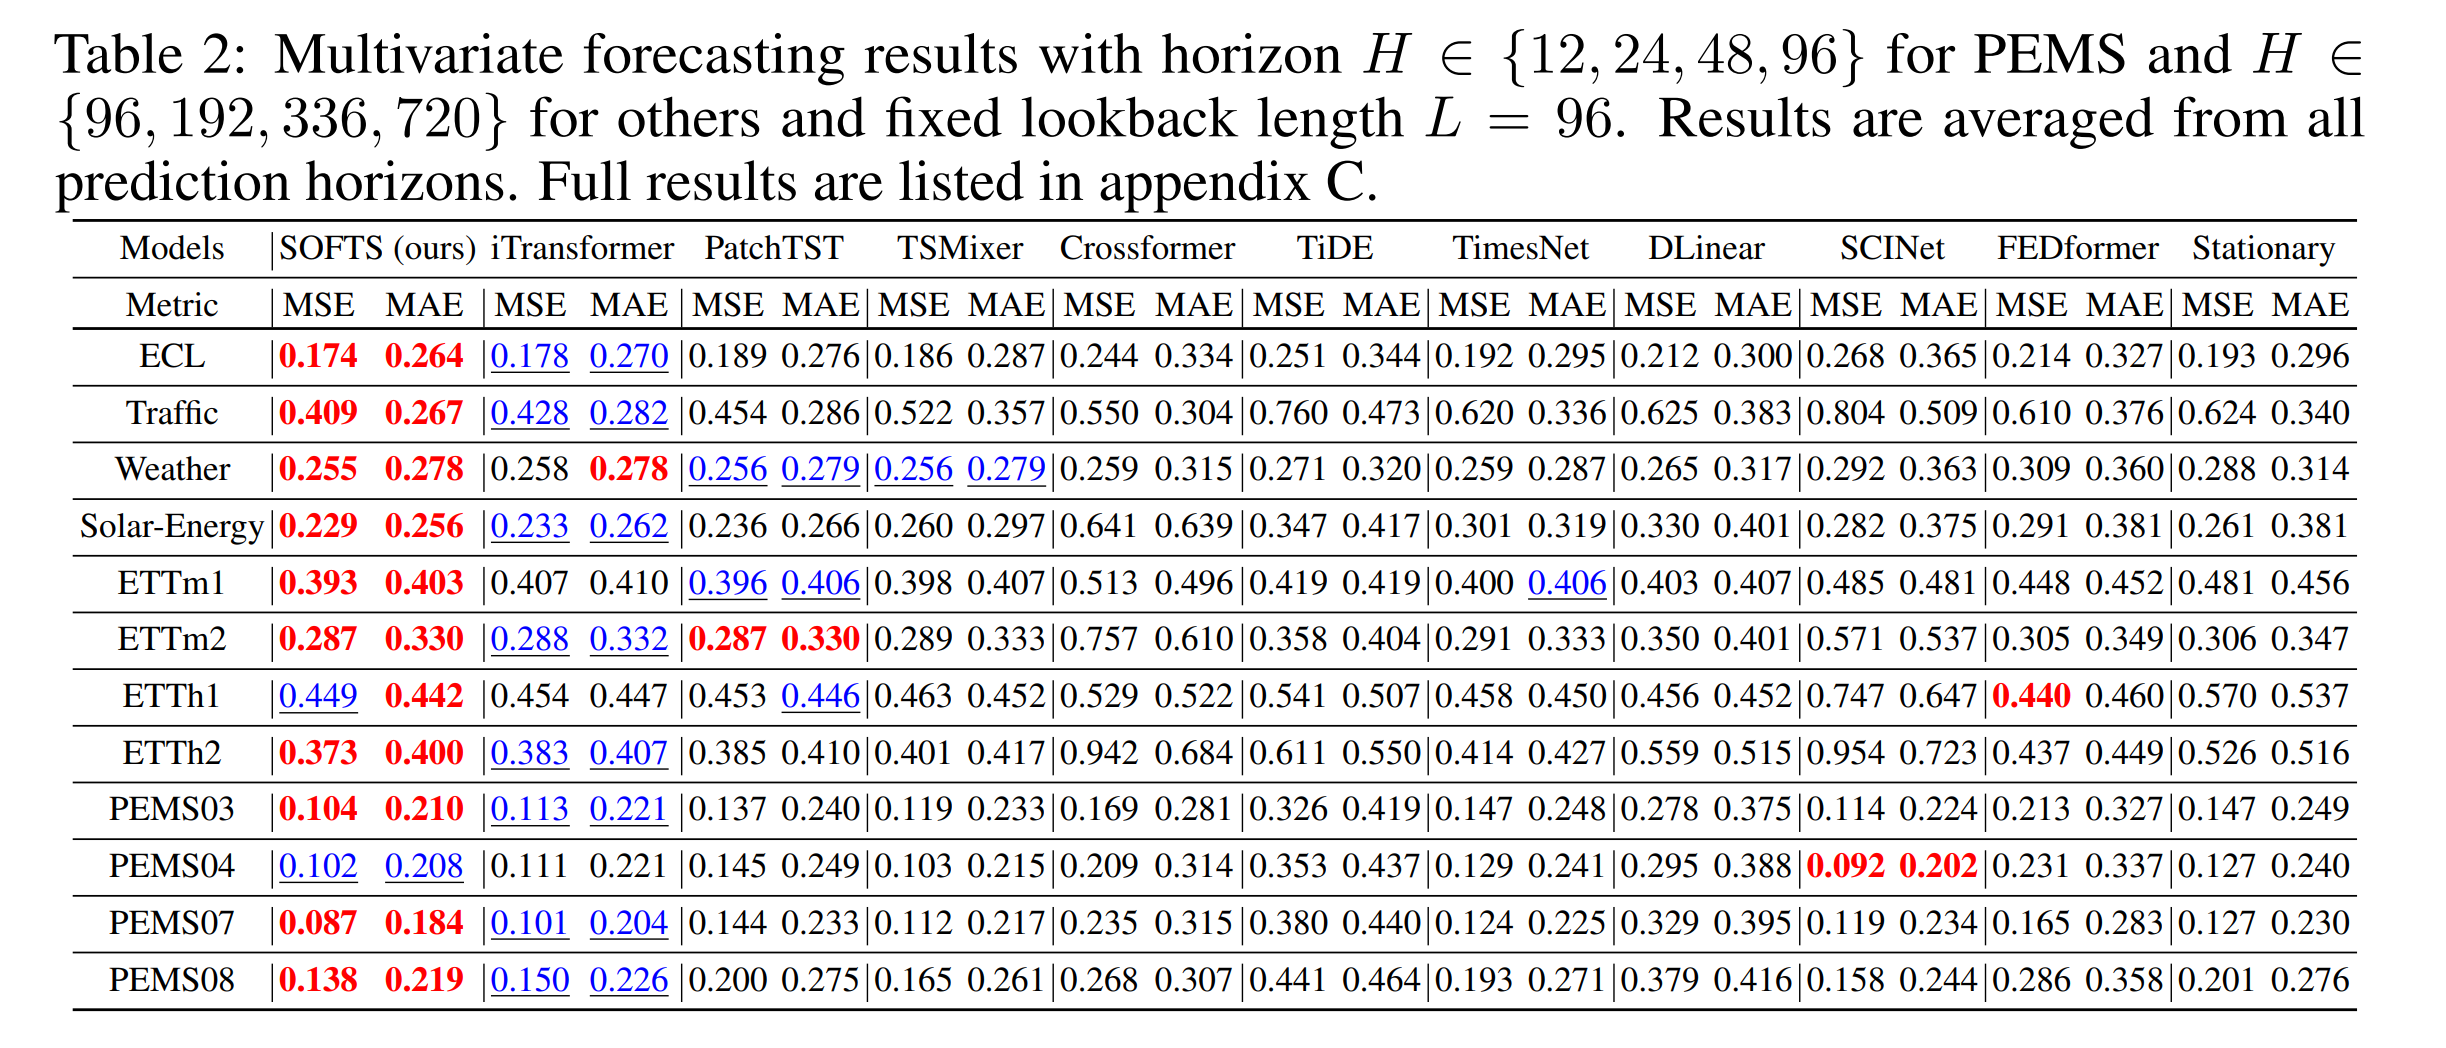 Table 2: Multivariate forecasting results with horizon H ∈ {12, 24, 48, 96} for PEMS and H ∈
{96, 192, 336, 720} for others and fixed lookback length L = 96. Results are averaged from all
prediction horizons. Full results are listed in appendix C.
Models SOFTS (ours) iTransformer PatchTST TSMixer Crossformer TiDE TimesNet DLinear SCINet FEDformer Stationary
Metric MSE MAE MSE MAE MSE MAE MSE MAE MSE MAE MSE MAE MSE MAE MSE MAE MSE MAE MSE MAE MSE MAE
ECL 0.174 0.264 0.178 0.270 0.189 0.276 0.186 0.287 0.244 0.334 0.251 0.344 0.192 0.295 0.212 0.300 0.268 0.365 0.214 0.327 0.193 0.296
Traffic 0.409 0.267 0.428 0.282 0.454 0.286 0.522 0.357 0.550 0.304 0.760 0.473 0.620 0.336 0.625 0.383 0.804 0.509 0.610 0.376 0.624 0.340
Weather 0.255 0.278 0.258 0.278 0.256 0.279 0.256 0.279 0.259 0.315 0.271 0.320 0.259 0.287 0.265 0.317 0.292 0.363 0.309 0.360 0.288 0.314
Solar-Energy 0.229 0.256 0.233 0.262 0.236 0.266 0.260 0.297 0.641 0.639 0.347 0.417 0.301 0.319 0.330 0.401 0.282 0.375 0.291 0.381 0.261 0.381
ETTm1 0.393 0.403 0.407 0.410 0.396 0.406 0.398 0.407 0.513 0.496 0.419 0.419 0.400 0.406 0.403 0.407 0.485 0.481 0.448 0.452 0.481 0.456
ETTm2 0.287 0.330 0.288 0.332 0.287 0.330 0.289 0.333 0.757 0.610 0.358 0.404 0.291 0.333 0.350 0.401 0.571 0.537 0.305 0.349 0.306 0.347
ETTh1 0.449 0.442 0.454 0.447 0.453 0.446 0.463 0.452 0.529 0.522 0.541 0.507 0.458 0.450 0.456 0.452 0.747 0.647 0.440 0.460 0.570 0.537
ETTh2 0.373 0.400 0.383 0.407 0.385 0.410 0.401 0.417 0.942 0.684 0.611 0.550 0.414 0.427 0.559 0.515 0.954 0.723 0.437 0.449 0.526 0.516
PEMS03 0.104 0.210 0.113 0.221 0.137 0.240 0.119 0.233 0.169 0.281 0.326 0.419 0.147 0.248 0.278 0.375 0.114 0.224 0.213 0.327 0.147 0.249
PEMS04 0.102 0.208 0.111 0.221 0.145 0.249 0.103 0.215 0.209 0.314 0.353 0.437 0.129 0.241 0.295 0.388 0.092 0.202 0.231 0.337 0.127 0.240
PEMS07 0.087 0.184 0.101 0.204 0.144 0.233 0.112 0.217 0.235 0.315 0.380 0.440 0.124 0.225 0.329 0.395 0.119 0.234 0.165 0.283 0.127 0.230
PEMS08 0.138 0.219 0.150 0.226 0.200 0.275 0.165 0.261 0.268 0.307 0.441 0.464 0.193 0.271 0.379 0.416 0.158 0.244 0.286 0.358 0.201 0.276